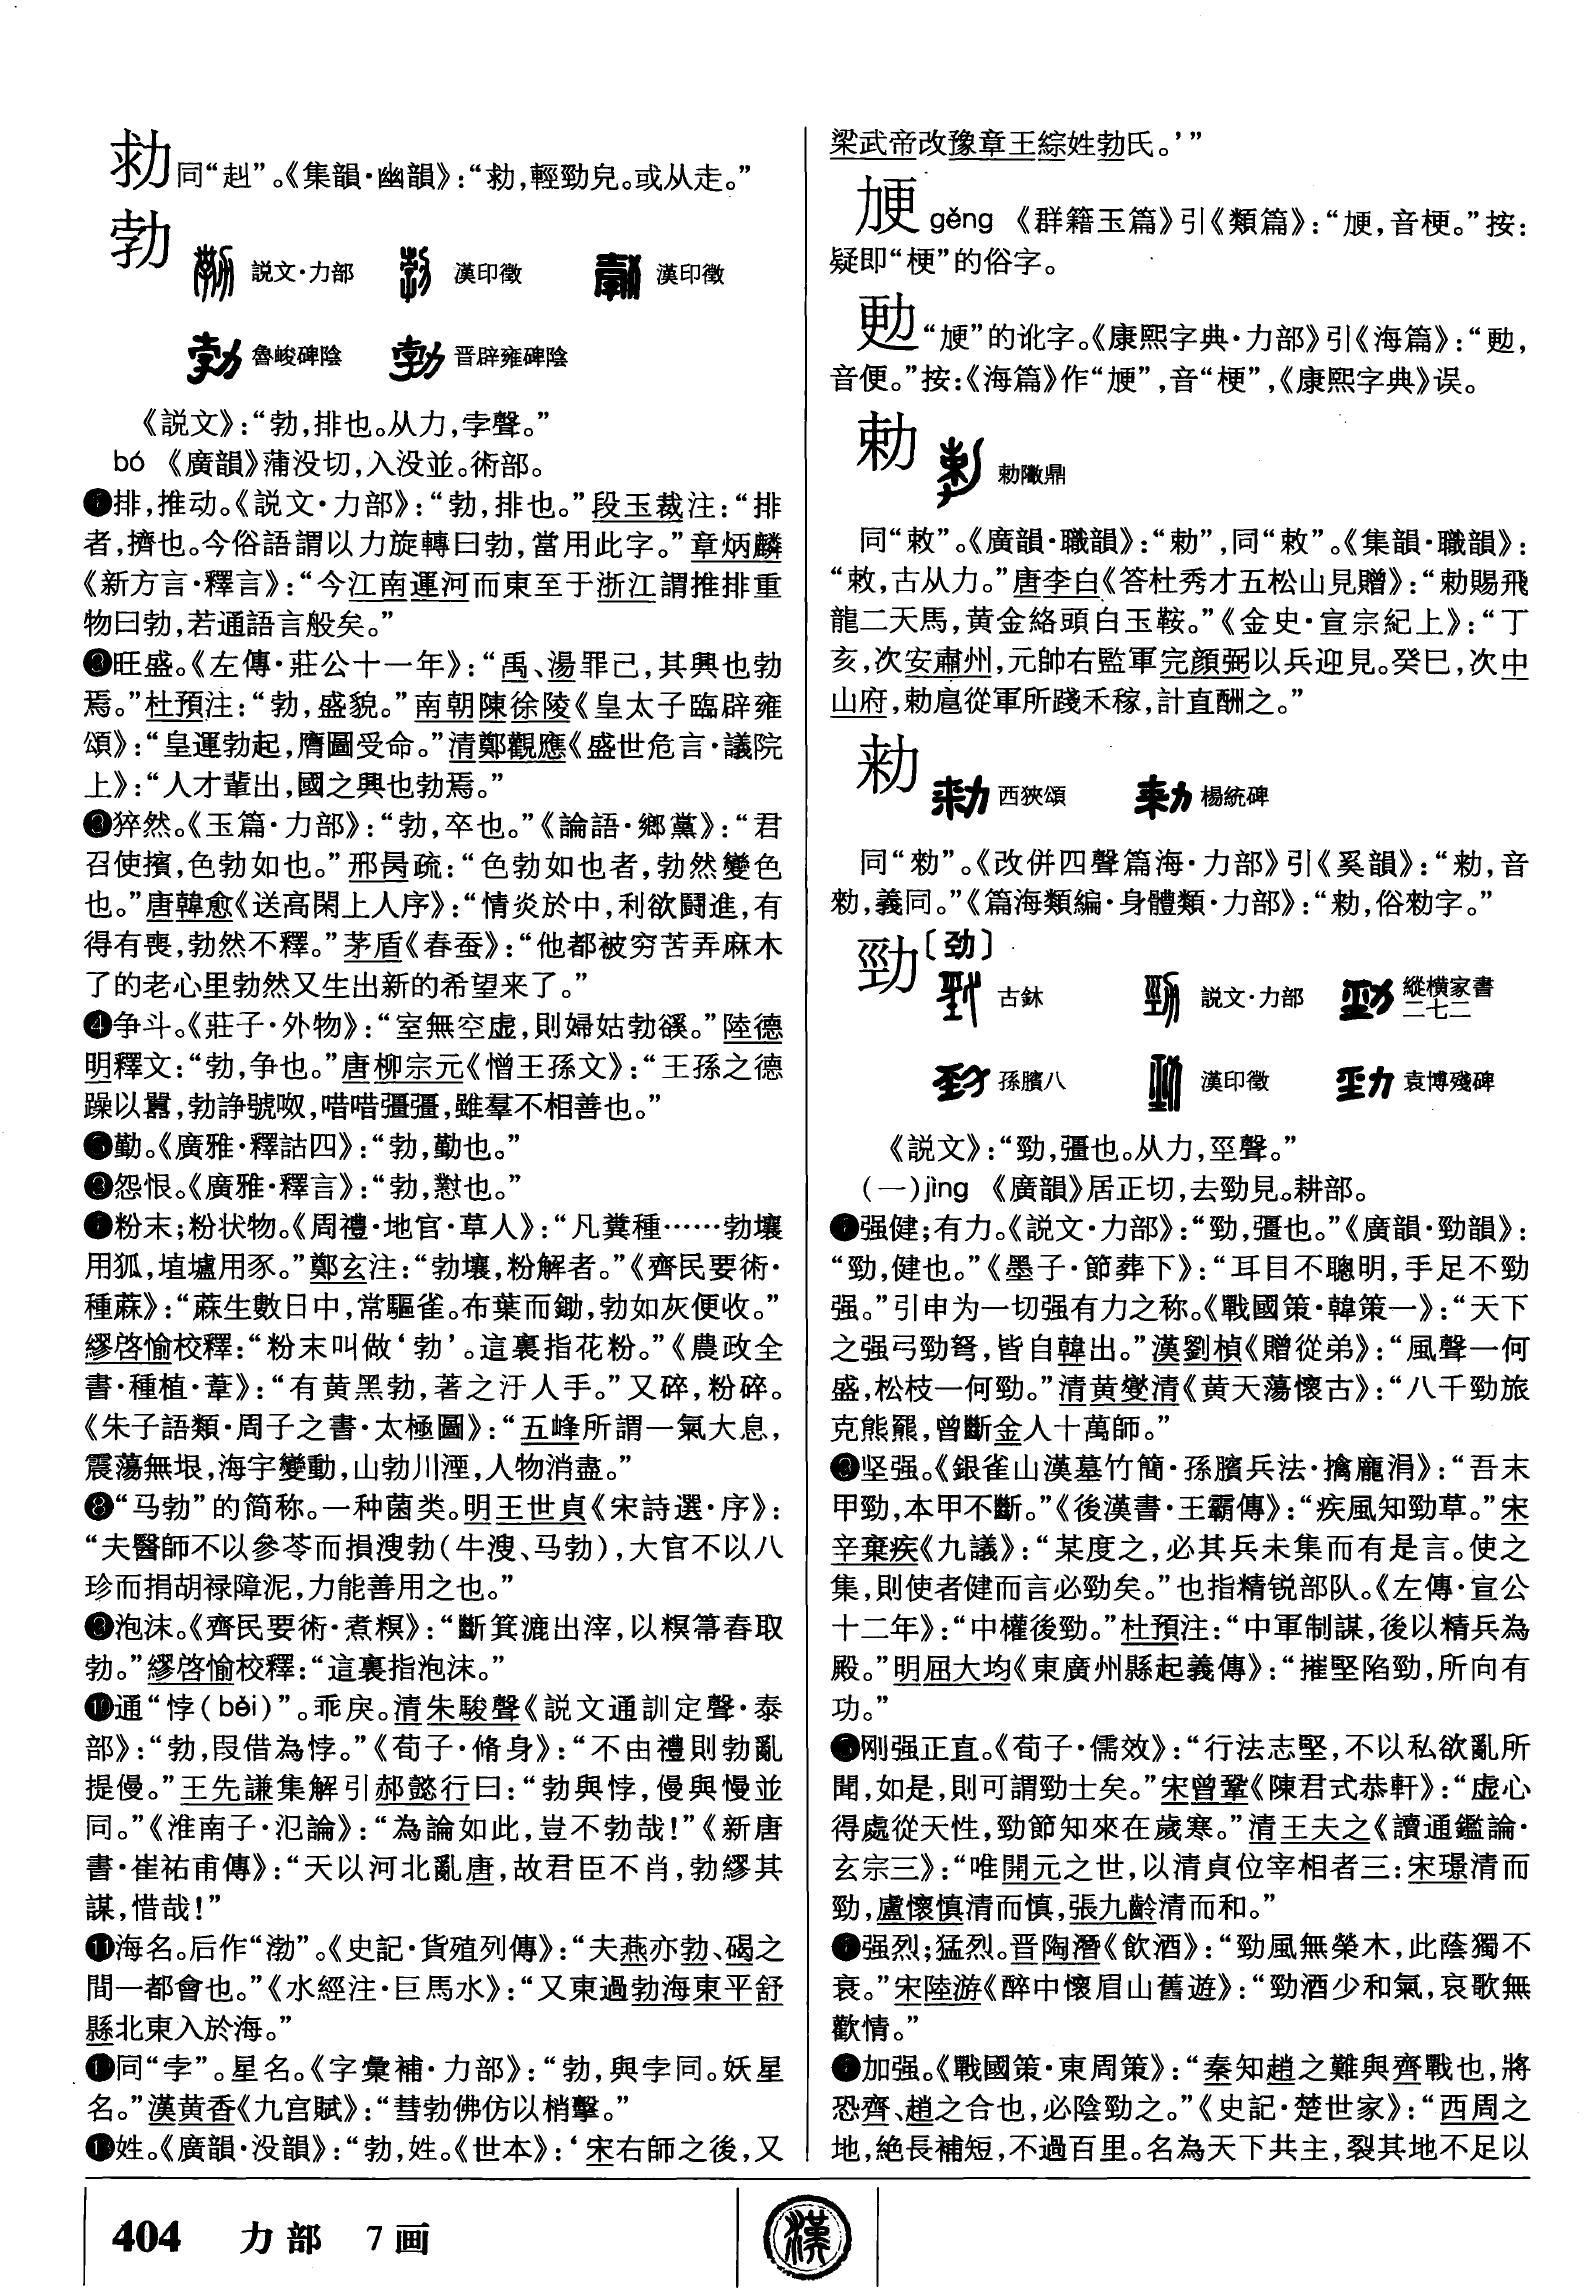 㔹同“赳”。《集韻·幽韻》：“㔹，輕勁皃。或从走。”
勃
説文·力部 漢印徵 漢印徵
魯峻碑陰 晋辟雍碑陰
《説文》：“勃，排也。从力，孛聲。”
bó 《廣韻》蒲没切，入没並。術部。
❶排，推动。《説文·力部》：“勃，排也。”段玉裁注：“排
者，擠也。今俗語謂以力旋轉曰勃，當用此字。”章炳麟
《新方言·釋言》：“今江南運河而東至于浙江謂推排重
物曰勃，若通語言般矣。”
❷旺盛。《左傳·莊公十一年》：“禹、湯罪己，其興也勃
焉。”杜預注：“勃，盛貌。”南朝陳徐陵《皇太子臨辟雍
頌》：“皇運勃起，膺圖受命。”清鄭觀應《盛世危言·議院
上》：“人才輩出，國之興也勃焉。”
❸猝然。《玉篇·力部》：“勃，卒也。”《論語·鄉黨》：“君
召使擯，色勃如也。”邢昺疏：“色勃如也者，勃然變色
也。”唐韓愈《送高閑上人序》：“情炎於中，利欲鬪進，有
得有喪，勃然不釋。”茅盾《春蚕》：“他都被穷苦弄麻木
了的老心里勃然又生出新的希望来了。”
❹争斗。《莊子·外物》：“室無空虚，則婦姑勃豀。”陸德
明釋文：“勃，争也。”唐柳宗元《憎王孫文》：“王孫之德
躁以嚣，勃諍號呶，唶唶彊彊，雖羣不相善也。”
❺勤。《廣雅·釋詁四》：“勃，勤也。”
❻怨恨。《廣雅·釋言》：“勃，懟也。”
❼粉末；粉状物。《周禮·地官·草人》：“凡糞種……勃壤
用狐，埴壚用豕。”鄭玄注：“勃壤，粉解者。”《齊民要術·
種蔴》：“蔴生數日中，常驅雀。布葉而鋤，勃如灰便收。”
繆启愉校釋：“粉末叫做‘勃’。這裏指花粉。”《農政全
書·種植·葦》：“有黄黑勃，著之汙人手。”又碎，粉碎。
《朱子語類·周子之書·太極圖》：“五峰所謂一氣大息，
震蕩無垠，海宇變動，山勃川湮，人物消盡。”
❽“马勃”的简称。一种菌类。明王世貞《宋詩選·序》：
“夫醫師不以參苓而損溲勃（牛溲、马勃），大官不以八
珍而捐胡禄障泥，力能善用之也。”
❾泡沫。《齊民要術·煮䊆》：“斷箕漉出滓，以䊆箒舂取
勃。”繆启愉校釋：“這裏指泡沫。”
❿通“悖（bèi）”。乖戾。清朱駿聲《説文通訓定聲·泰
部》：“勃，叚借為悖。”《荀子·脩身》：“不由禮則勃亂
提僈。”王先謙集解引郝懿行曰：“勃與悖，僈與慢並
同。”《淮南子·氾論》：“為論如此，豈不勃哉！”《新唐
書·崔祐甫傳》：“天以河北亂唐，故君臣不肖，勃繆其
謀，惜哉！”
⓫海名。后作“渤”。《史記·貨殖列傳》：“夫燕亦勃、碣之
間一都會也。”《水經注·巨馬水》：“又東過勃海東平舒
縣北東入於海。”
⓬同“孛”。星名。《字彙補·力部》：“勃，與孛同。妖星
名。”漢黄香《九宫賦》：“彗勃佛仿以梢擊。”
⓭姓。《廣韻·没韻》：“勃，姓。《世本》：‘宋右師之後，又
梁武帝改豫章王綜姓勃氏。’”
㔂 gěng 《群籍玉篇》引《類篇》：“㔂，音梗。”按：
疑即“梗”的俗字。
“㔂”的讹字。《康熙字典·力部》引《海篇》：“
音便。”按：《海篇》作“㔂”，音“梗”，《康熙字典》误。
勅
勅𨼯鼎
同“敕”。《廣韻·職韻》：“勅”，同“敕”。《集韻·職韻》：
“敕，古从力。”唐李白《答杜秀才五松山見贈》：“勅賜飛
龍二天馬，黄金絡頭白玉鞍。”《金史·宣宗紀上》：“丁
亥，次安肅州，元帥右監軍完顔弼以兵迎見。癸巳，次中
山府，勅扈從軍所踐禾稼，計直酬之。”
勑
西狹頌 楊統碑
同“勑”。《改併四聲篇海·力部》引《奚韻》：“，音
勑，義同。”《篇海類編·身體類·力部》：“，俗勑字。”
勁〔劲〕
古鉢 説文·力部 縱横家書二七二
孫臏八 漢印徵 袁博殘碑
《説文》：“勁，彊也。从力，巠聲。”
（一）jìng 《廣韻》居正切，去勁見。耕部。
❶强健；有力。《説文·力部》：“勁，彊也。”《廣韻·勁韻》：
“勁，健也。”《墨子·節葬下》：“耳目不聰明，手足不勁
强。”引申为一切强有力之称。《戰國策·韓策一》：“天下
之强弓勁弩，皆自韓出。”漢劉楨《贈從弟》：“風聲一何
盛，松枝一何勁。”清黄燮清《黄天蕩懷古》：“八千勁旅
克熊羆，曾斷金人十萬師。”
❷坚强。《銀雀山漢墓竹簡·孫臏兵法·擒龐涓》：“吾末
甲勁，本甲不斷。”《後漢書·王霸傳》：“疾風知勁草。”宋
辛棄疾《九議》：“某度之，必其兵未集而有是言。使之
集，則使者健而言必勁矣。”也指精锐部队。《左傳·宣公
十二年》：“中權後勁。”杜預注：“中軍制謀，後以精兵為
殿。”明屈大均《東廣州縣起義傳》：“摧堅陷勁，所向有
功。”
❸刚强正直。《荀子·儒效》：“行法志堅，不以私欲亂所
聞，如是，則可謂勁士矣。”宋曾鞏《陳君式恭軒》：“虚心
得處從天性，勁節知來在歲寒。”清王夫之《讀通鑑論·
玄宗三》：“唯開元之世，以清貞位宰相者三：宋璟清而
勁，盧懷慎清而慎，張九齡清而和。”
❹强烈；猛烈。晋陶潛《飲酒》：“勁風無榮木，此蔭獨不
衰。”宋陸游《醉中懷眉山舊遊》：“勁酒少和氣，哀歌無
歡情。”
❺加强。《戰國策·東周策》：“秦知趙之難與齊戰也，將
恐齊、趙之合也，必陰勁之。”《史記·楚世家》：“西周之
地，絶長補短，不過百里。名為天下共主，裂其地不足以
404 力部 7画
漢